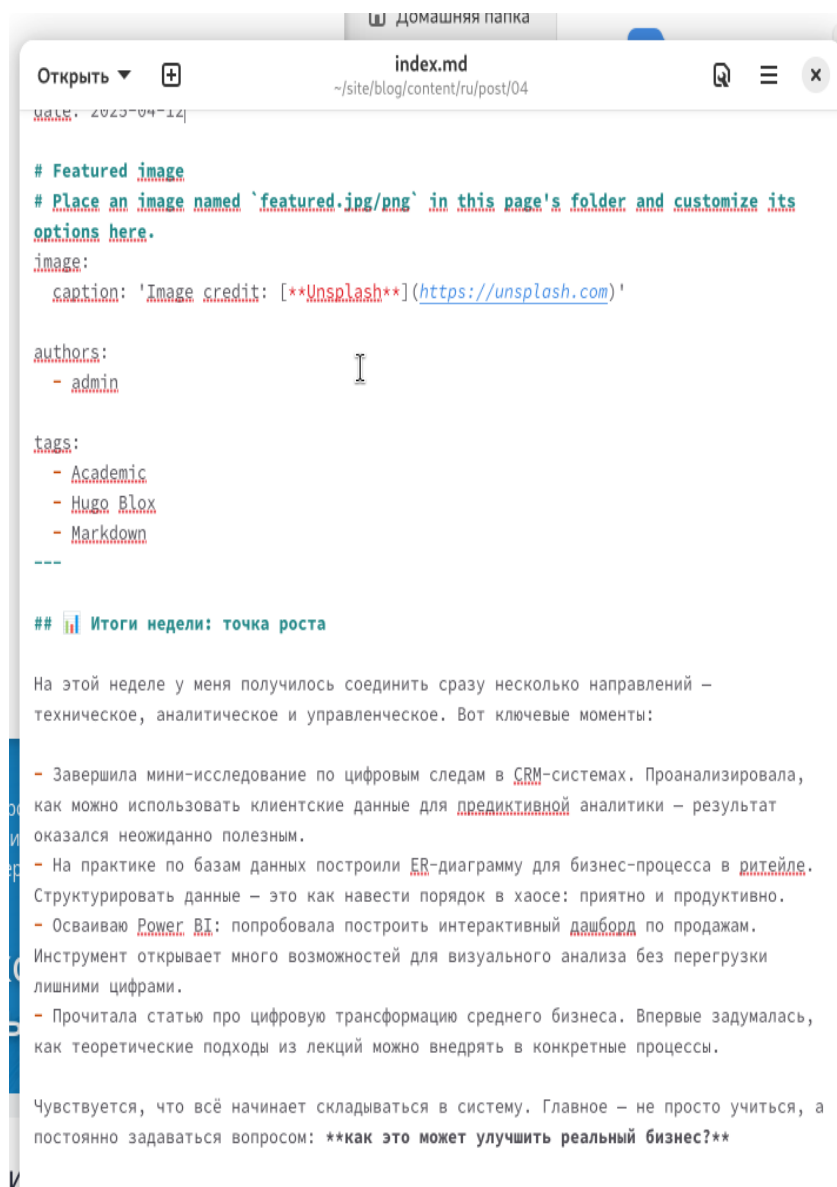 Домашняя папка
Открыть
index.md
~/site/blog/content/ru/post/04
date: 2025-04-12
# Featured image
# Place an image named `featured.jpg/png` in this page's folder and customize its
options here.
image:
  caption: 'Image credit: [**Unsplash**](https://unsplash.com)'
authors:
  - admin
tags:
  - Academic
  - Hugo Blox
  - Markdown
---
## 📊 Итоги недели: точка роста
На этой неделе у меня получилось соединить сразу несколько направлений —
техническое, аналитическое и управленческое. Вот ключевые моменты:
- Завершила мини-исследование по цифровым следам в CRM-системах. Проанализировала,
как можно использовать клиентские данные для предиктивной аналитики — результат
оказался неожиданно полезным.
- На практике по базам данных построили ER-диаграмму для бизнес-процесса в ритейле.
Структурировать данные — это как навести порядок в хаосе: приятно и продуктивно.
- Осваиваю Power BI: попробовала построить интерактивный дашборд по продажам.
Инструмент открывает много возможностей для визуального анализа без перегрузки
лишними цифрами.
- Прочитала статью про цифровую трансформацию среднего бизнеса. Впервые задумалась,
как теоретические подходы из лекций можно внедрять в конкретные процессы.
Чувствуется, что всё начинает складываться в систему. Главное — не просто учиться, а
постоянно задаваться вопросом: **как это может улучшить реальный бизнес?**